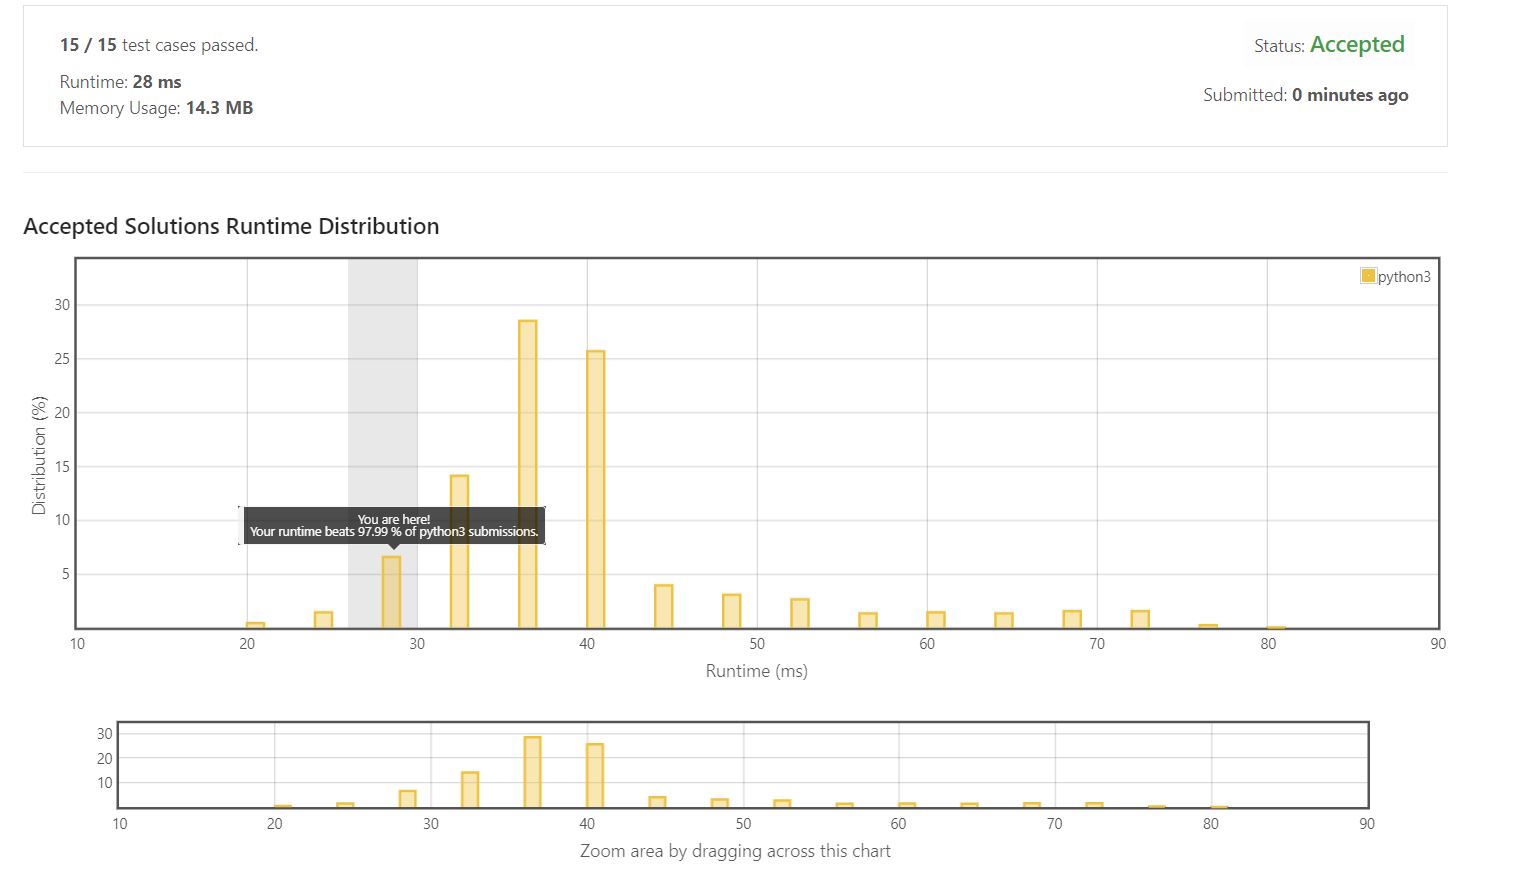 15 / 15 test cases passed.
Status: Accepted
Runtime: 28 ms
Memory Usage: 14.3 MB
Submitted: 0 minutes ago
Accepted Solutions Runtime Distribution
python3
30
25
20
15
10
5
Distribution (%)
You are here!
Your runtime beats 97.99 % of python3 submissions.
10 20 30 40 50 60 70 80 90
Runtime (ms)
30
20
10
10 20 30 40 50 60 70 80 90
Zoom area by dragging across this chart